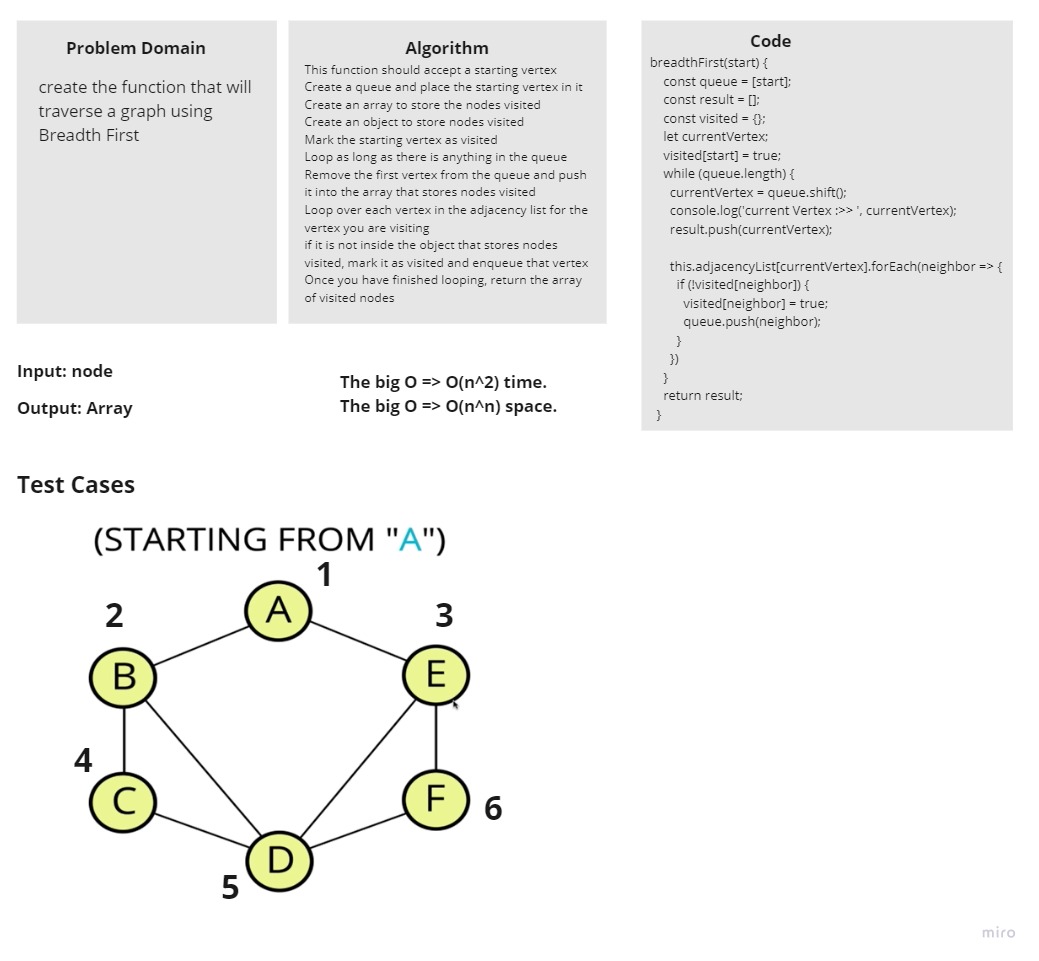 Problem Domain
create the function that will
traverse a graph using
Breadth First
Algorithm
This function should accept a starting vertex
Create a queue and place the starting vertex in it
Create an array to store the nodes visited
Create an object to store nodes visited
Mark the starting vertex as visited
Loop as long as there is anything in the queue
Remove the first vertex from the queue and push
it into the array that stores nodes visited
Loop over each vertex in the adjacency list for the
vertex you are visiting
if it is not inside the object that stores nodes
visited, mark it as visited and enqueue that vertex
Once you have finished looping, return the array
of visited nodes
Code
breadthFirst(start) {
const queue = [start];
const result = [];
const visited = {};
let currentVertex;
visited[start] = true;
while (queue.length) {
currentVertex = queue.shift();
console.log('current Vertex :>> ', currentVertex);
result.push(currentVertex);
this.adjacencyList[currentVertex].forEach(neighbor => {
if (!visited[neighbor]) {
visited[neighbor] = true;
queue.push(neighbor);
}
})
}
return result;
}
Input: node
Output: Array
The big O => O(n^2) time.
The big O => O(n^n) space.
Test Cases
(STARTING FROM "A")
1
A
2
3
B
E
4
C
F
6
D
5
miro